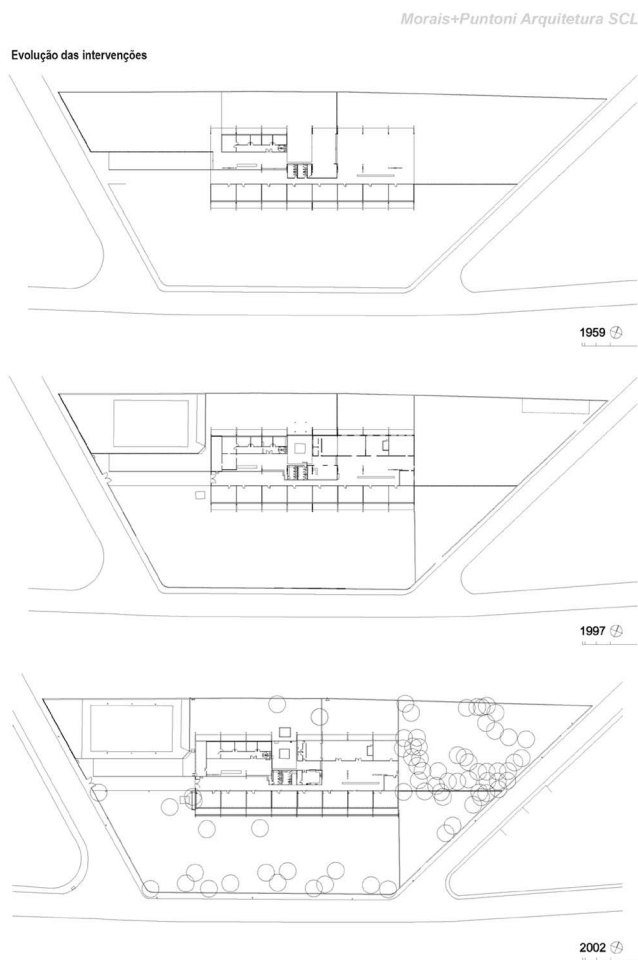 Morais+Puntoni Arquitetura SCL
Evolução das intervenções
1959
1997
2002